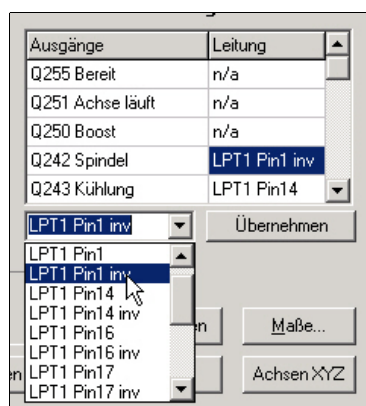 Ausgänge Leitung
Q255 Bereit n/a
Q251 Achse läuft n/a
Q250 Boost n/a
Q242 Spindel LPT1 Pin1 inv
Q243 Kühlung LPT1 Pin14
LPT1 Pin1 inv Übernehmen
LPT1 Pin1
LPT1 Pin1 inv
LPT1 Pin14
LPT1 Pin14 inv
LPT1 Pin16 en Maße...
LPT1 Pin16 inv
LPT1 Pin17 en Achsen XYZ
LPT1 Pin17 inv